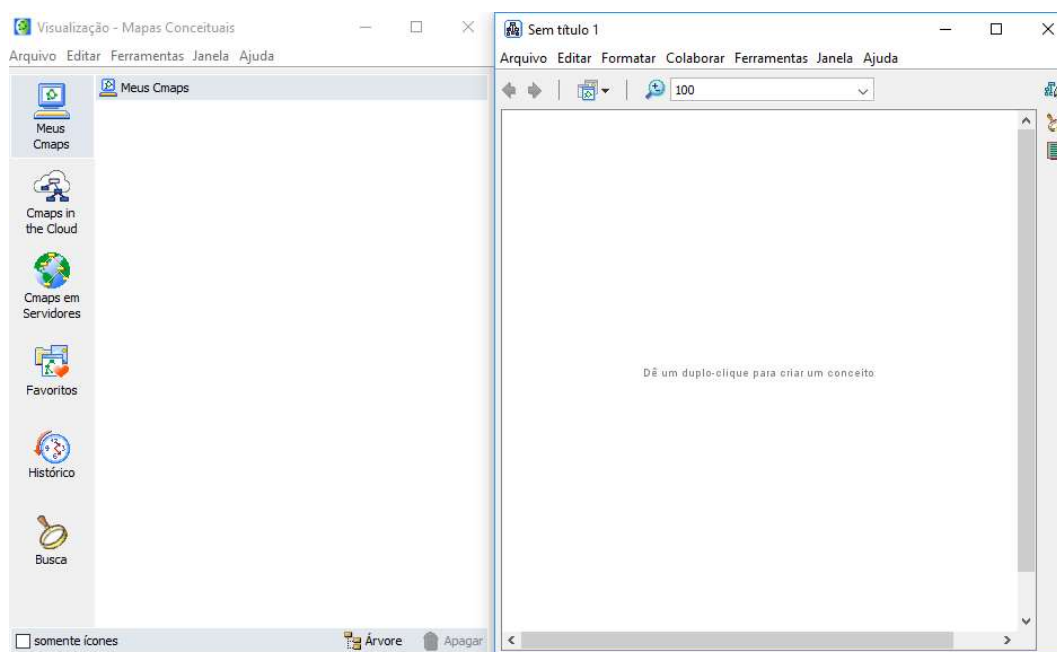 Visualização - Mapas Conceituais
Arquivo Editar Ferramentas Janela Ajuda
Meus Cmaps
Meus
Cmaps
Cmaps in
the Cloud
Cmaps em
Servidores
Favoritos
Histórico
Busca
somente ícones
Árvore
Apagar
Sem título 1
Arquivo Editar Formatar Colaborar Ferramentas Janela Ajuda
100
Dê um duplo-clique para criar um conceito